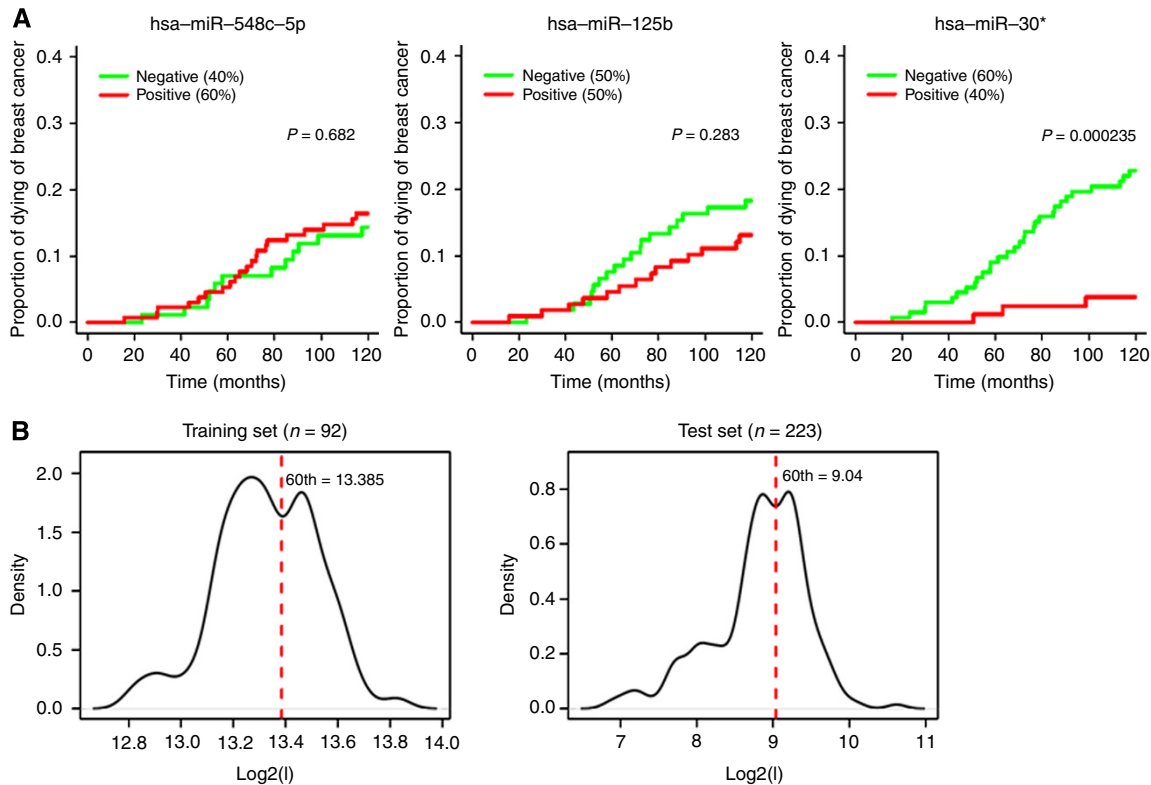 A
hsa–miR–548c–5p
Proportion of dying of breast cancer
0.4
0.3
0.2
0.1
0.0
Negative (40%)
Positive (60%)
P = 0.682
0 20 40 60 80 100 120
Time (months)
hsa–miR–125b
Proportion of dying of breast cancer
0.4
0.3
0.2
0.1
0.0
Negative (50%)
Positive (50%)
P = 0.283
0 20 40 60 80 100 120
Time (months)
hsa–miR–30*
Proportion of dying of breast cancer
0.4
0.3
0.2
0.1
0.0
Negative (60%)
Positive (40%)
P = 0.000235
0 20 40 60 80 100 120
Time (months)
B
Training set (n = 92)
Density
2.0
1.5
1.0
0.5
0.0
60th = 13.385
12.8 13.0 13.2 13.4 13.6 13.8 14.0
Log2(I)
Test set (n = 223)
Density
0.8
0.6
0.4
0.2
0.0
60th = 9.04
7 8 9 10 11
Log2(I)